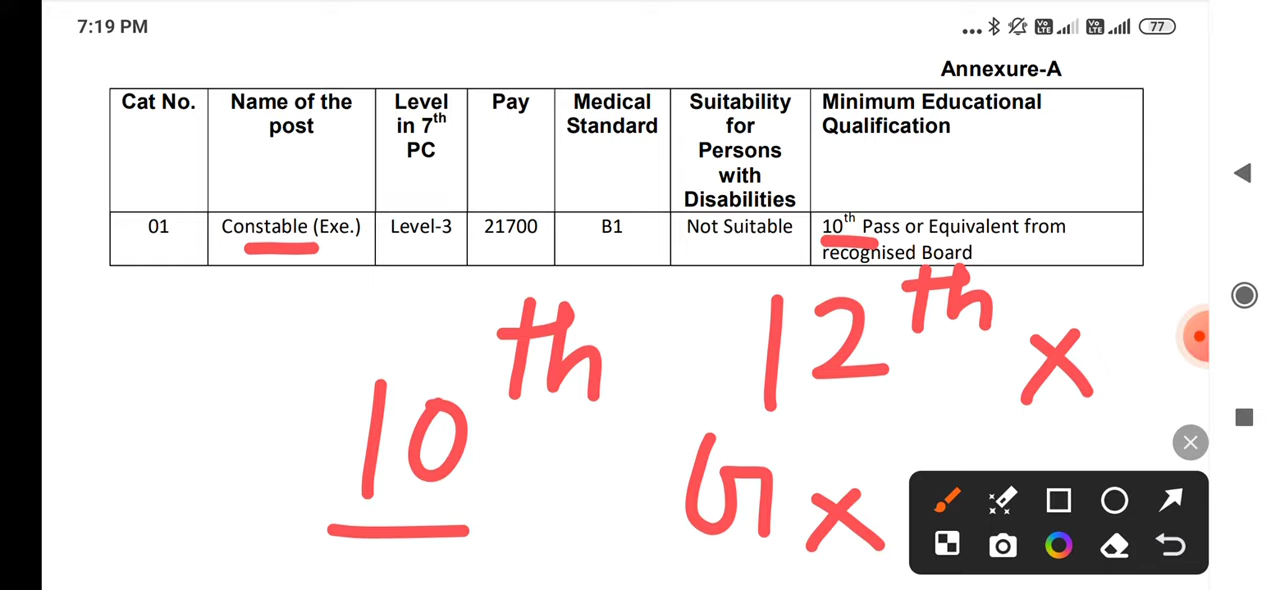 7:19 PM
77
Annexure-A
Cat No. Name of the post Level in 7th PC Pay Medical Standard Suitability for Persons with Disabilities Minimum Educational Qualification
01 Constable (Exe.) Level-3 21700 B1 Not Suitable 10th Pass or Equivalent from recognised Board
10th
12th X
G X